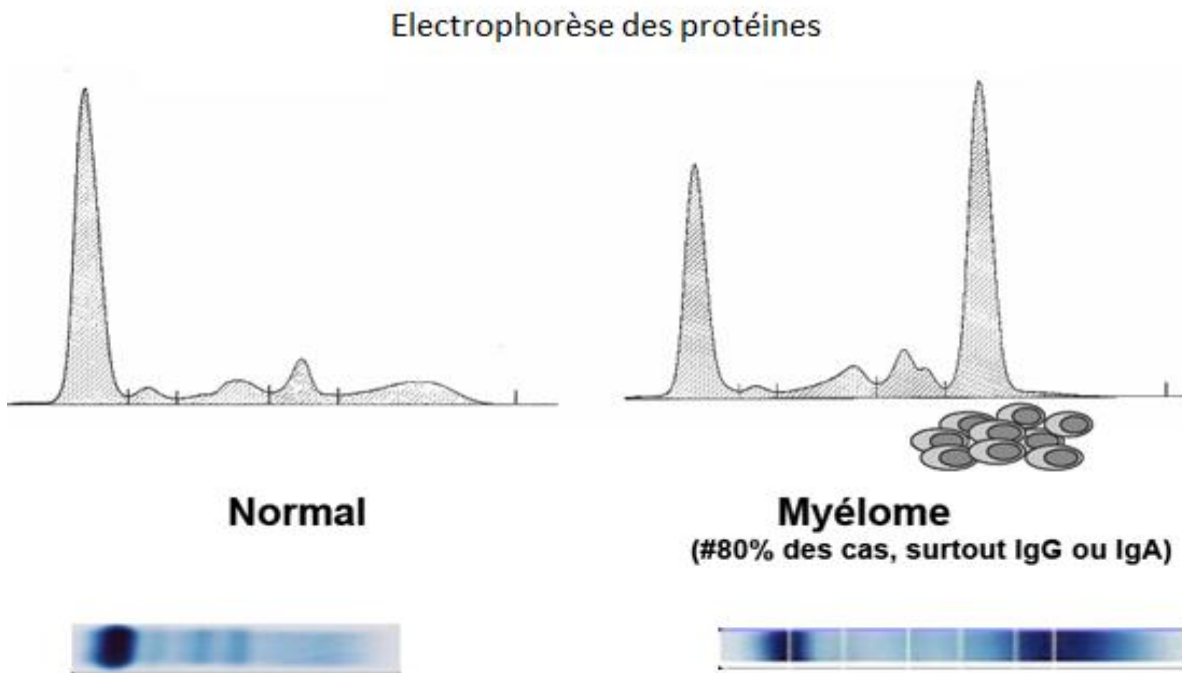 Electrophorèse des protéines
Normal
Myélome
(#80% des cas, surtout IgG ou IgA)